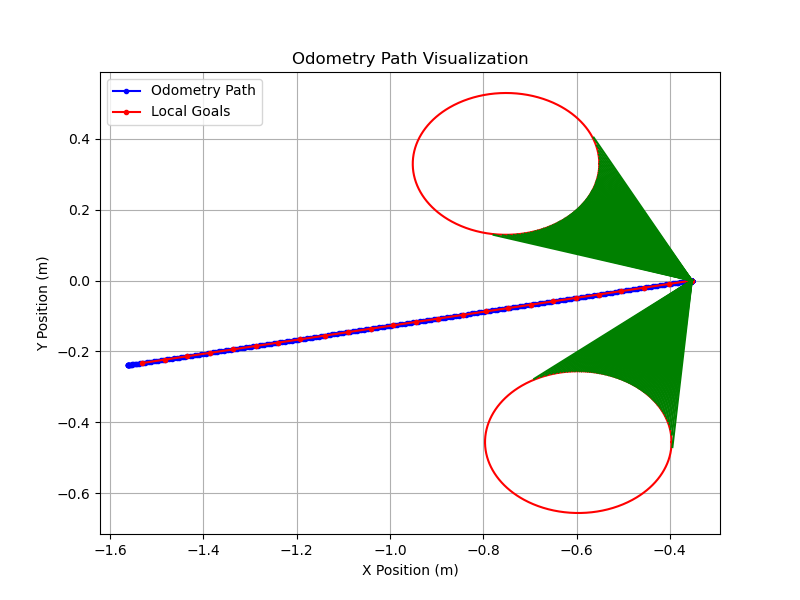 Odometry Path Visualization
Odometry Path
Local Goals
Y Position (m)
0.4
0.2
0.0
−0.2
−0.4
−0.6
−1.6 −1.4 −1.2 −1.0 −0.8 −0.6 −0.4
X Position (m)